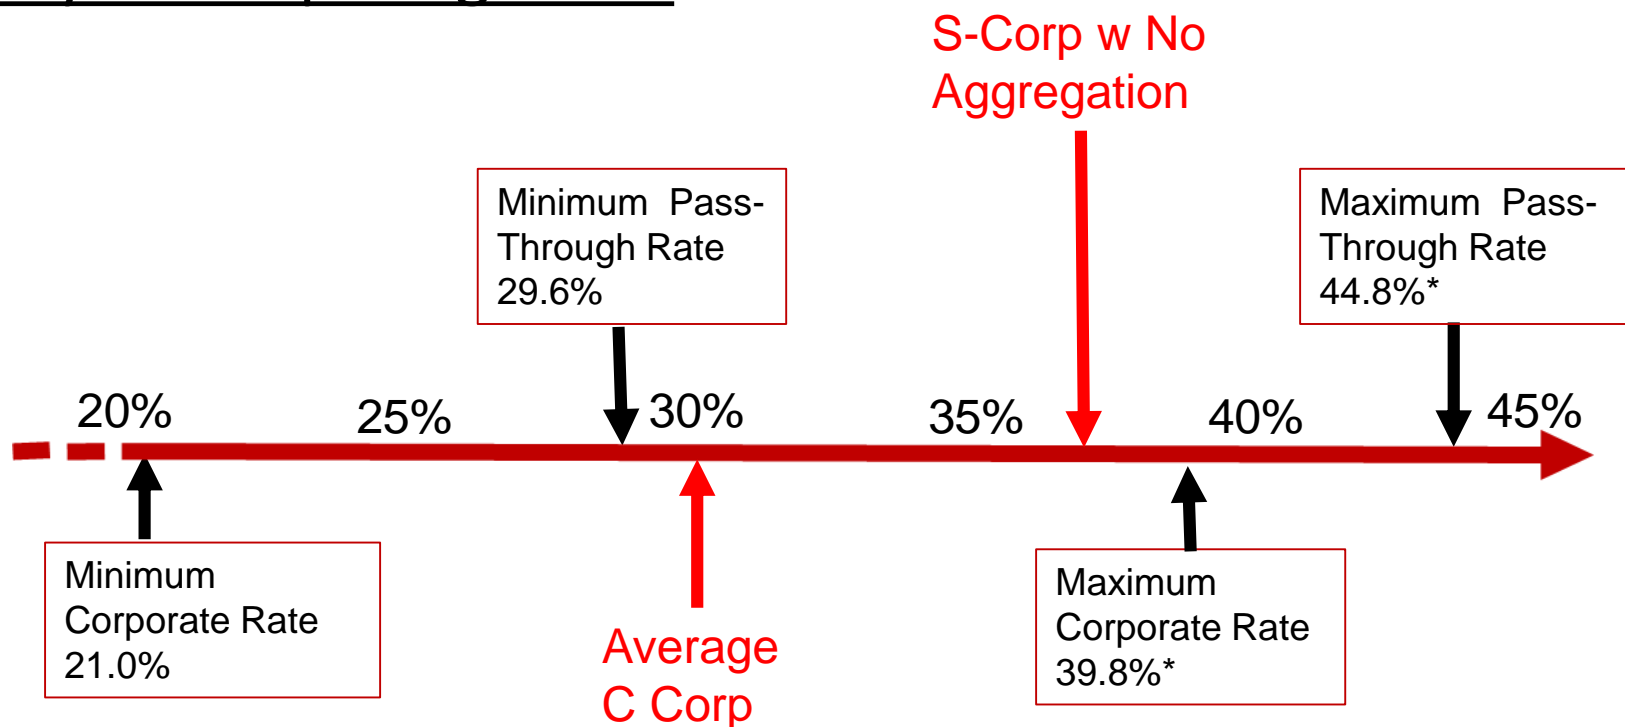 S-Corp w No
Aggregation
Minimum Pass-
Through Rate
29.6%
Maximum Pass-
Through Rate
44.8%*
20% 25% 30% 35% 40% 45%
Minimum
Corporate Rate
21.0%
Average
C Corp
Maximum
Corporate Rate
39.8%*